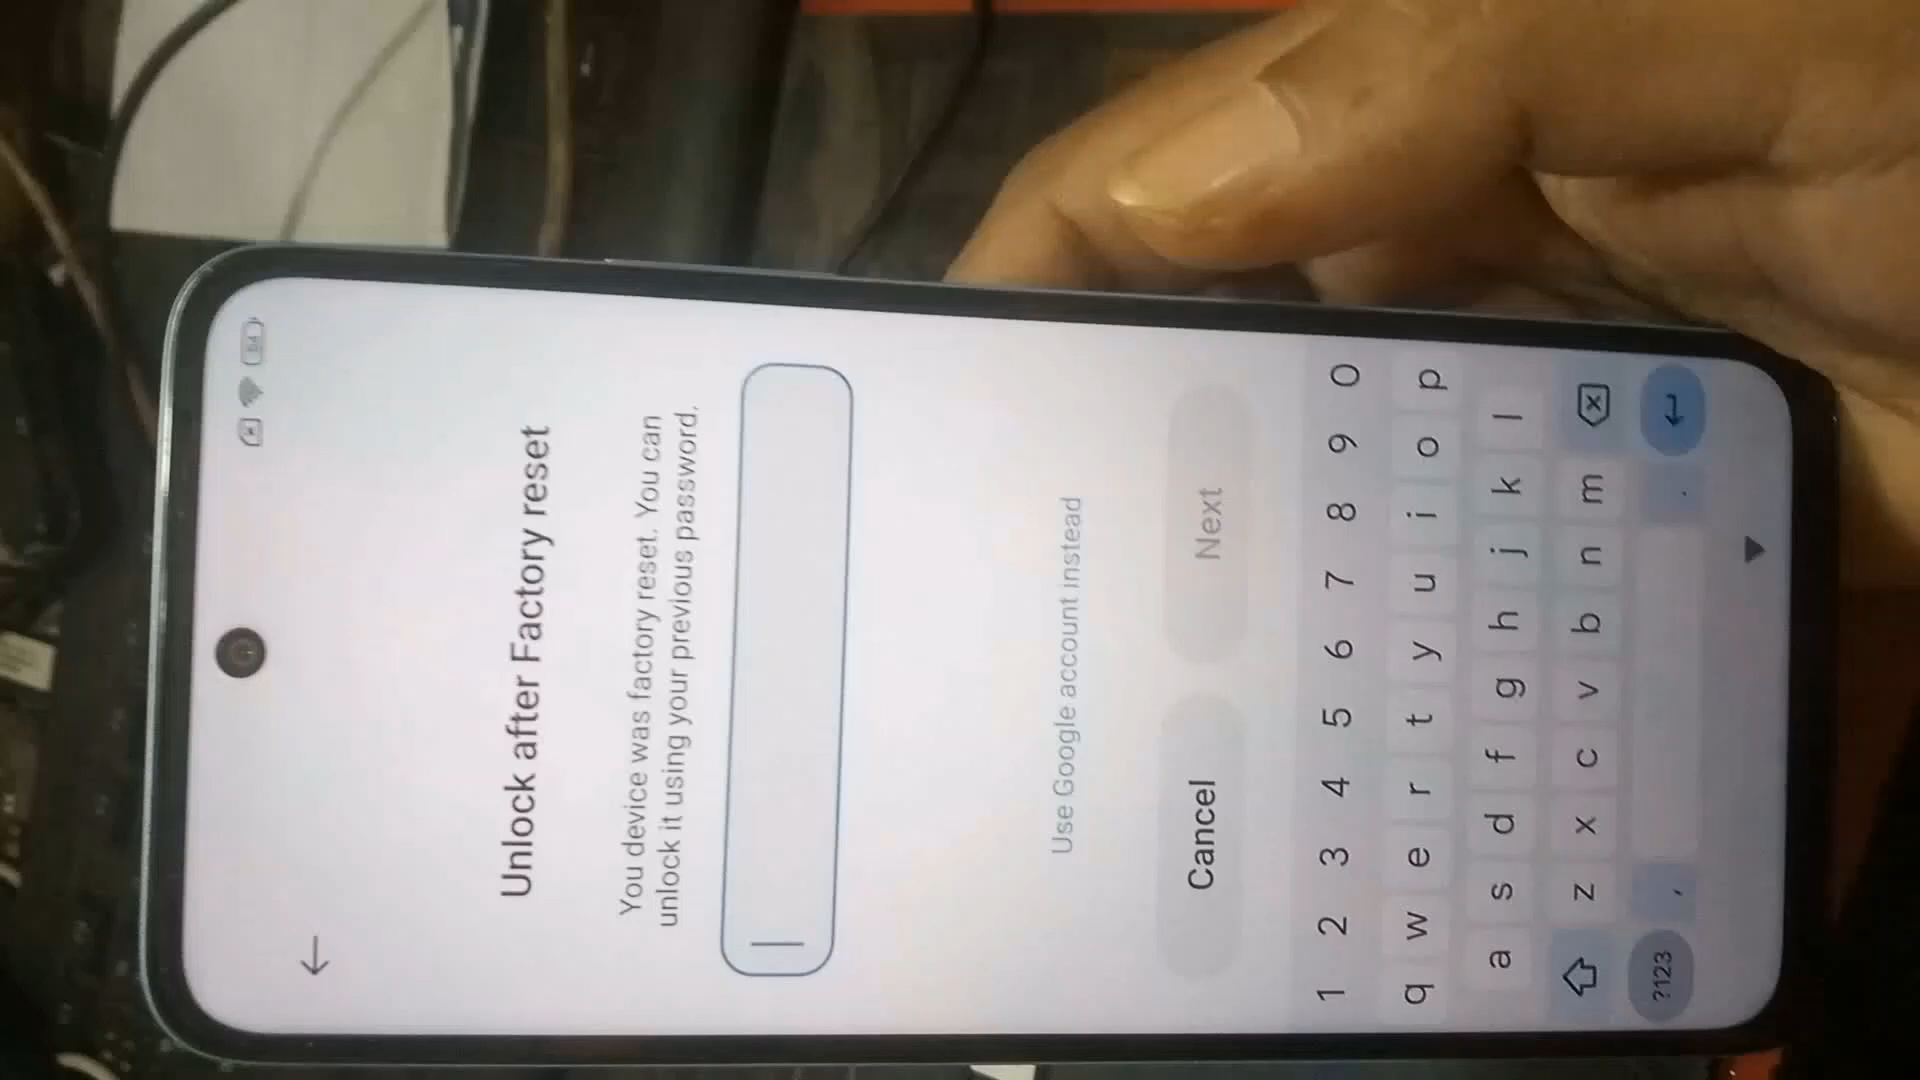 64
Unlock after Factory reset
You device was factory reset. You can
unlock it using your previous password.
Use Google account instead
Cancel Next
1 2 3 4 5 6 7 8 9 0
q w e r t y u i o p
a s d f g h j k l
z x c v b n m
?123 , .